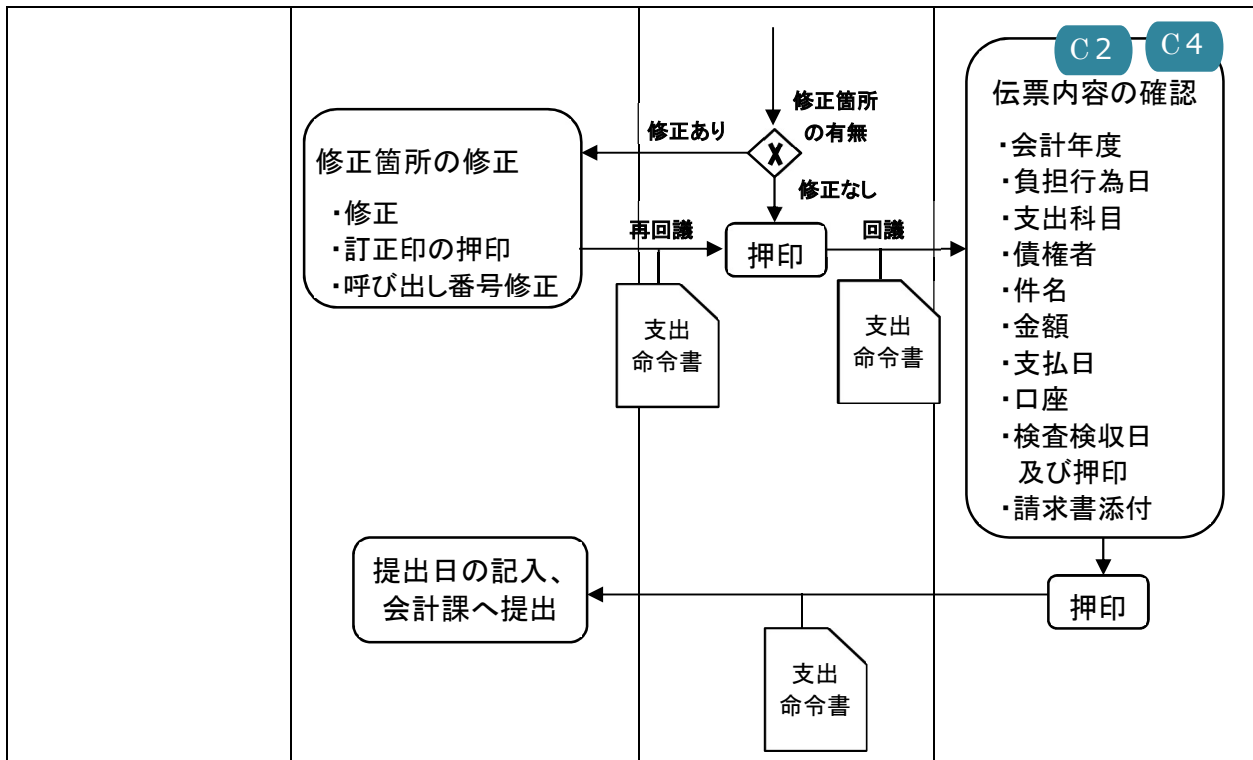 C2
C4
伝票内容の確認
・会計年度
・負担行為日
・支出科目
・債権者
・件名
・金額
・支払日
・口座
・検査検収日
及び押印
・請求書添付
修正箇所
の有無
修正あり
X
修正なし
修正箇所の修正
・修正
・訂正印の押印
・呼び出し番号修正
再回議
押印
回議
支出
命令書
支出
命令書
押印
提出日の記入、
会計課へ提出
支出
命令書